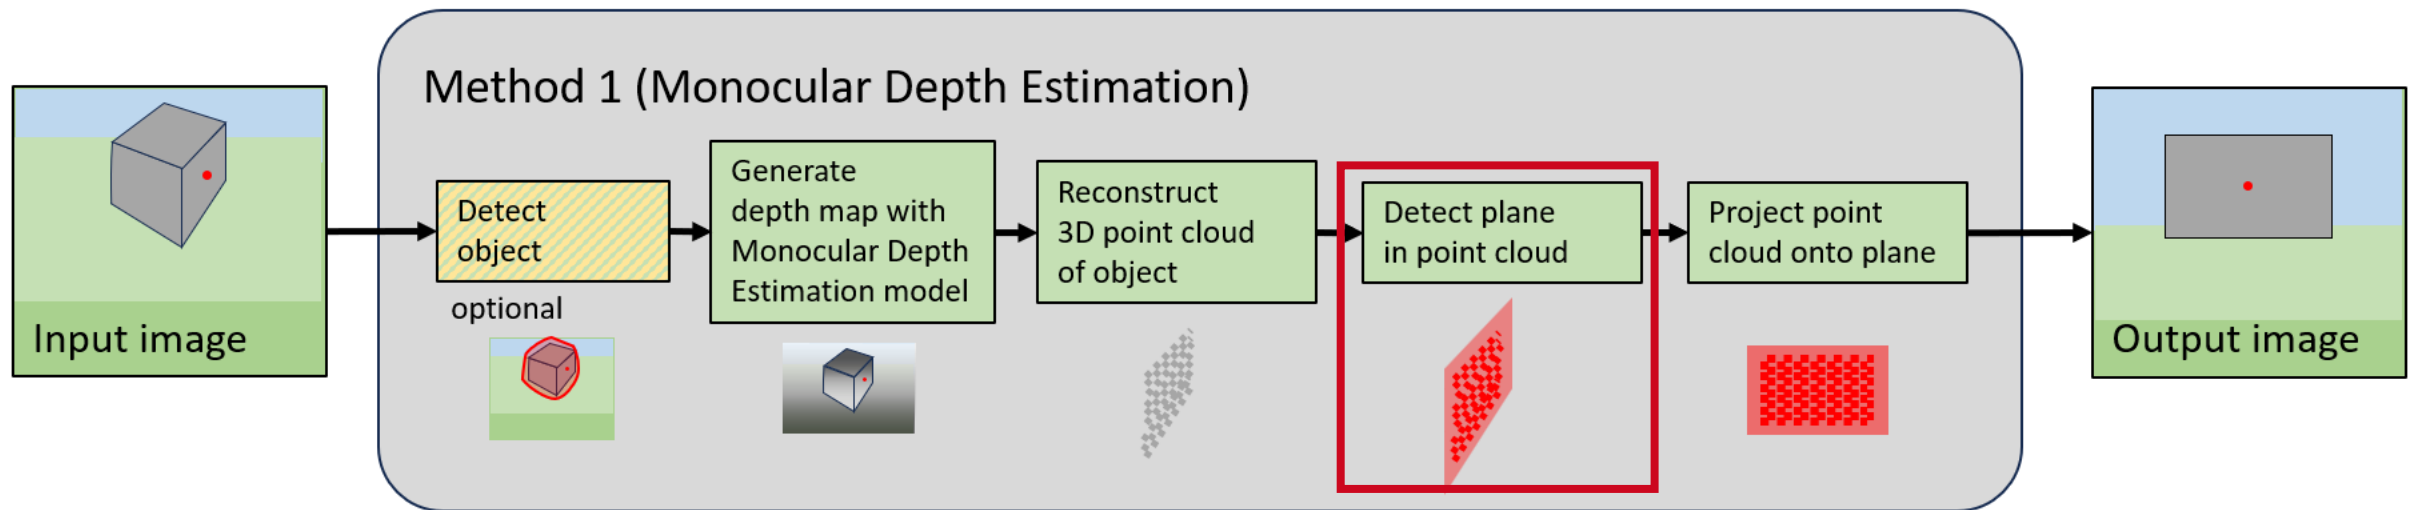 Method 1 (Monocular Depth Estimation)
Input image
Detect
object
optional
Generate
depth map with
Monocular Depth
Estimation model
Reconstruct
3D point cloud
of object
Detect plane
in point cloud
Project point
cloud onto plane
Output image